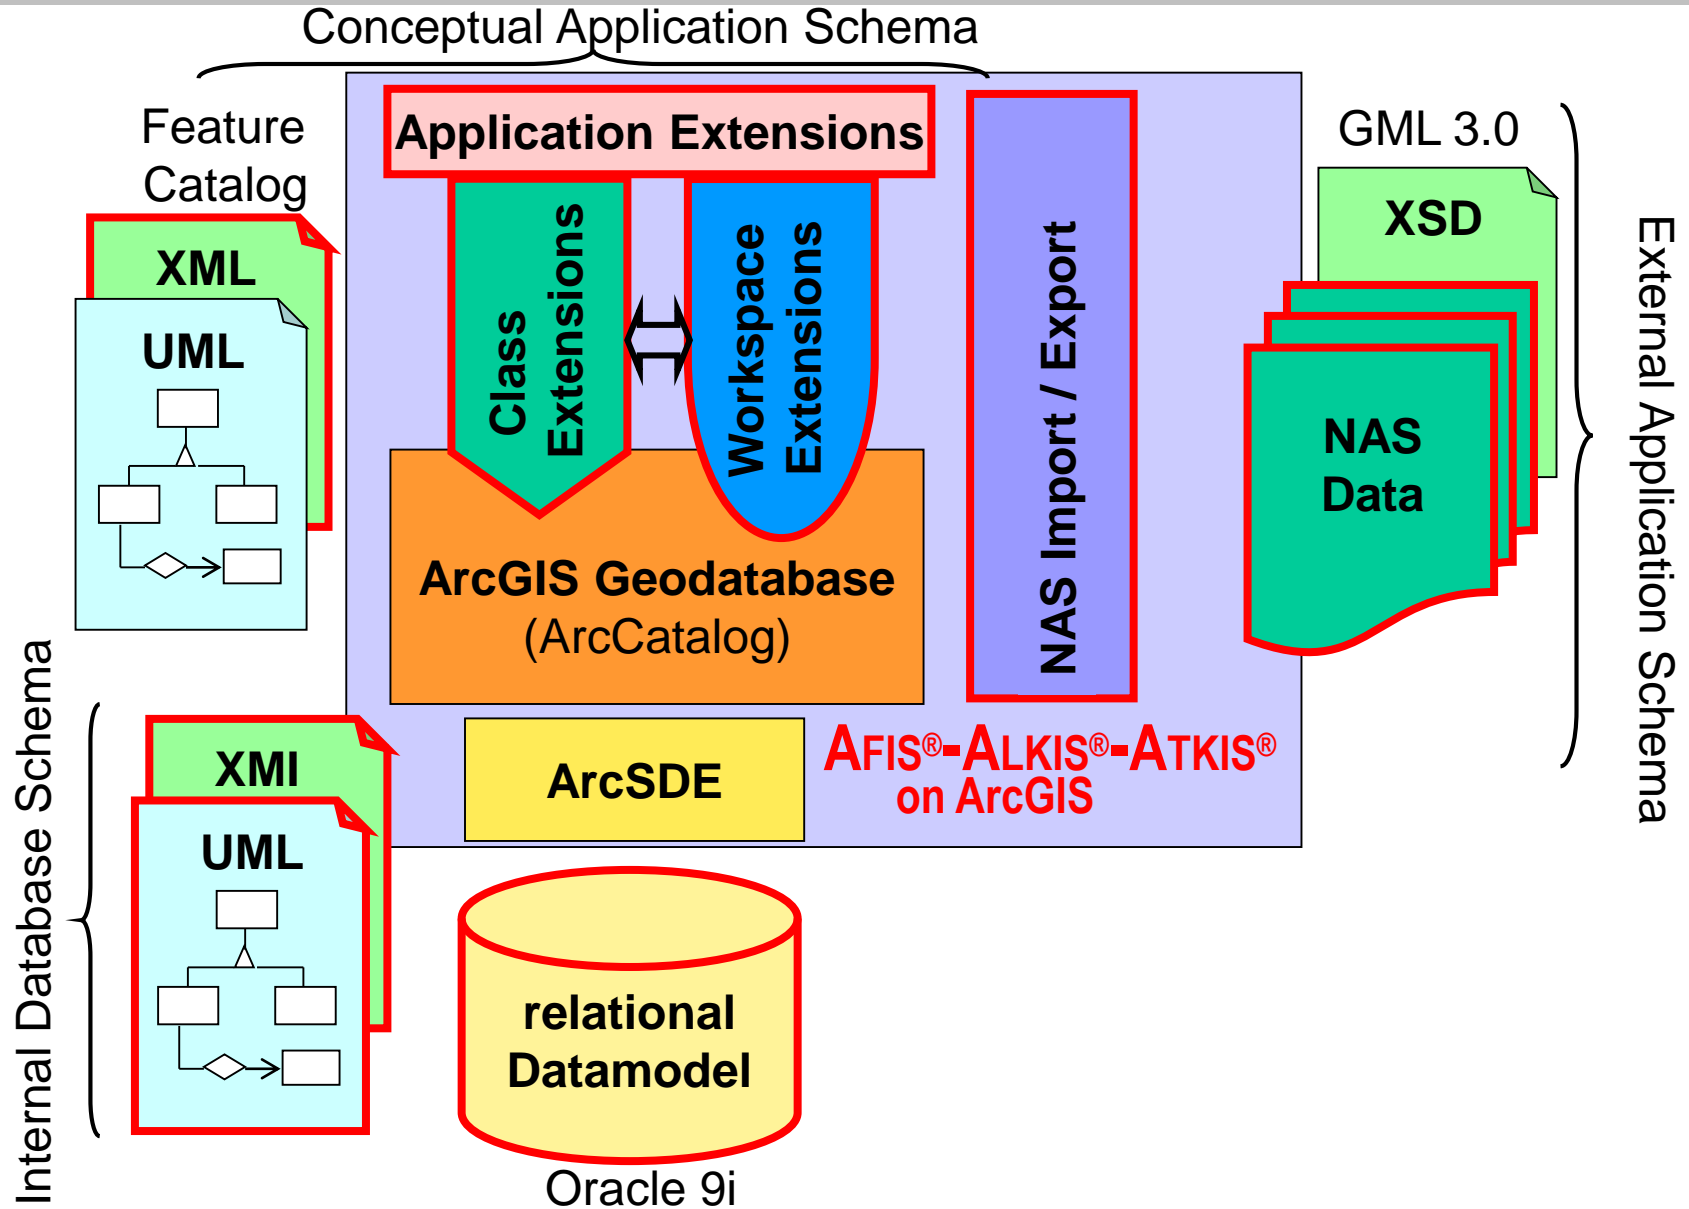 Conceptual Application Schema
Feature
Catalog
XML
UML
Application Extensions
Class
Extensions
Workspace
Extensions
NAS Import / Export
ArcGIS Geodatabase
(ArcCatalog)
GML 3.0
XSD
NAS
Data
External Application Schema
Internal Database Schema
XMI
UML
ArcSDE
AFIS®-ALKIS®-ATKIS®
on ArcGIS
relational
Datamodel
Oracle 9i